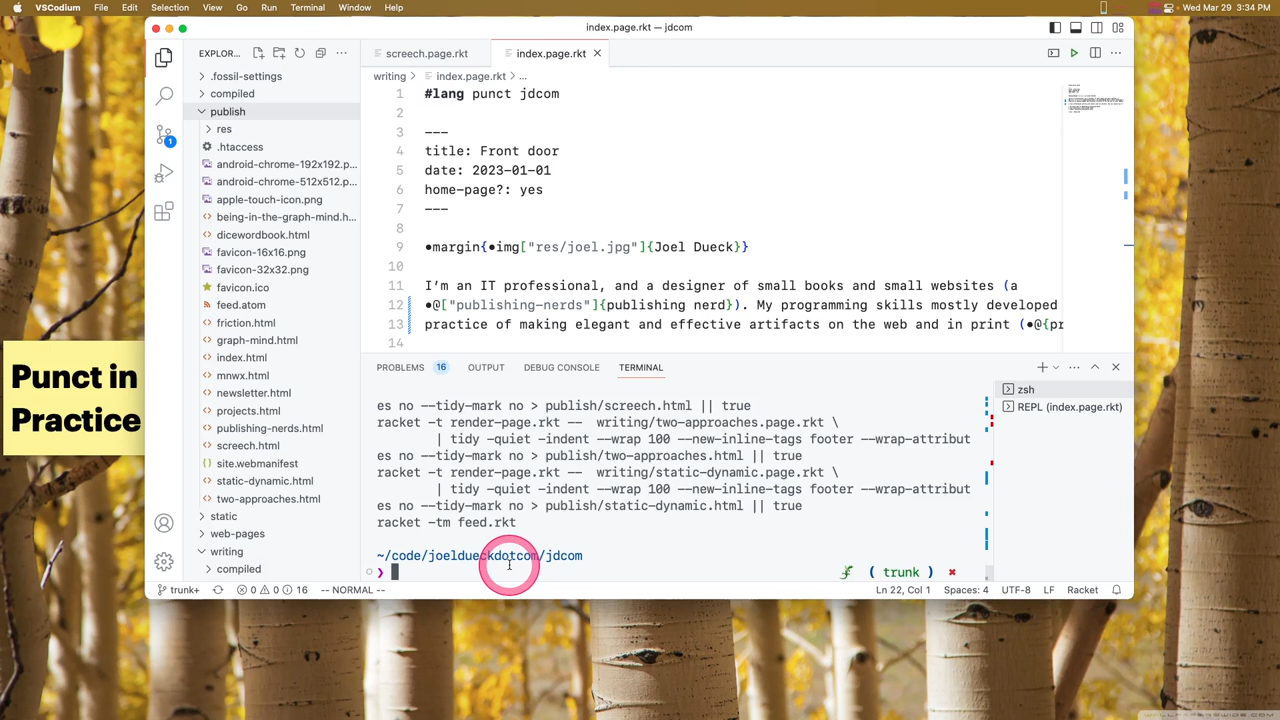 VSCodium File Edit Selection View Go Run Terminal Window Help
Wed Mar 29 3:34 PM
index.page.rkt — jdcom
EXPLOR...
screech.page.rkt
index.page.rkt
writing > index.page.rkt > ...
.fossil-settings
compiled
publish
res
.htaccess
android-chrome-192x192.p...
android-chrome-512x512.p...
apple-touch-icon.png
being-in-the-graph-mind.h...
dicewordbook.html
favicon-16x16.png
favicon-32x32.png
favicon.ico
feed.atom
friction.html
graph-mind.html
index.html
mnwx.html
newsletter.html
projects.html
publishing-nerds.html
screech.html
site.webmanifest
static-dynamic.html
two-approaches.html
static
web-pages
writing
compiled
1 #lang punct jdcom
2
3 ---
4 title: Front door
5 date: 2023-01-01
6 home-page?: yes
7 ---
8
9 •margin{•img["res/joel.jpg"]{Joel Dueck}}
10
11 I'm an IT professional, and a designer of small books and small websites (a
12 •@["publishing-nerds"]{publishing nerd}). My programming skills mostly developed
13 practice of making elegant and effective artifacts on the web and in print (•@{pr
14
PROBLEMS 16 OUTPUT DEBUG CONSOLE TERMINAL
es no --tidy-mark no > publish/screech.html || true
racket -t render-page.rkt -- writing/two-approaches.page.rkt \
| tidy -quiet -indent --wrap 100 --new-inline-tags footer --wrap-attribut
es no --tidy-mark no > publish/two-approaches.html || true
racket -t render-page.rkt -- writing/static-dynamic.page.rkt \
| tidy -quiet -indent --wrap 100 --new-inline-tags footer --wrap-attribut
es no --tidy-mark no > publish/static-dynamic.html || true
racket -tm feed.rkt
~/code/joeldueckdotcom/jdcom
❯
( trunk ) ✖
zsh
REPL (index.page.rkt)
1
trunk+ 0 0 16 -- NORMAL --
Ln 22, Col 1 Spaces: 4 UTF-8 LF Racket
Punct in
Practice